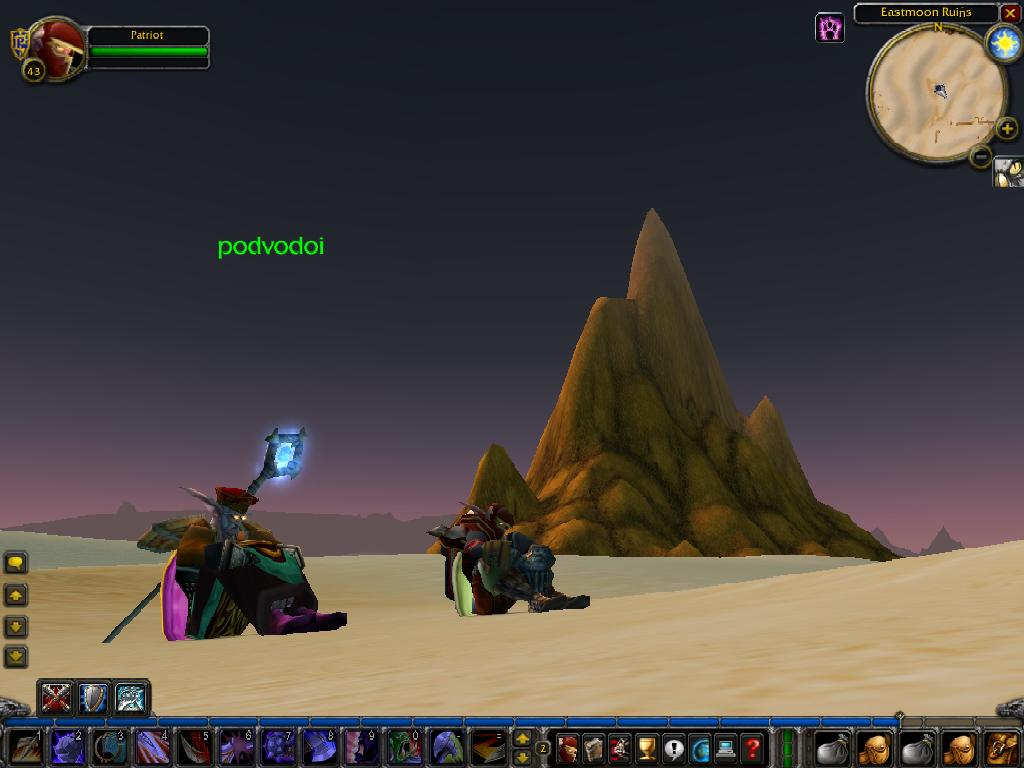 Patriot
Eastmoon Ruins
N
43
podvodoi
1 2 3 4 5 6 7 8 9 0 - =
2